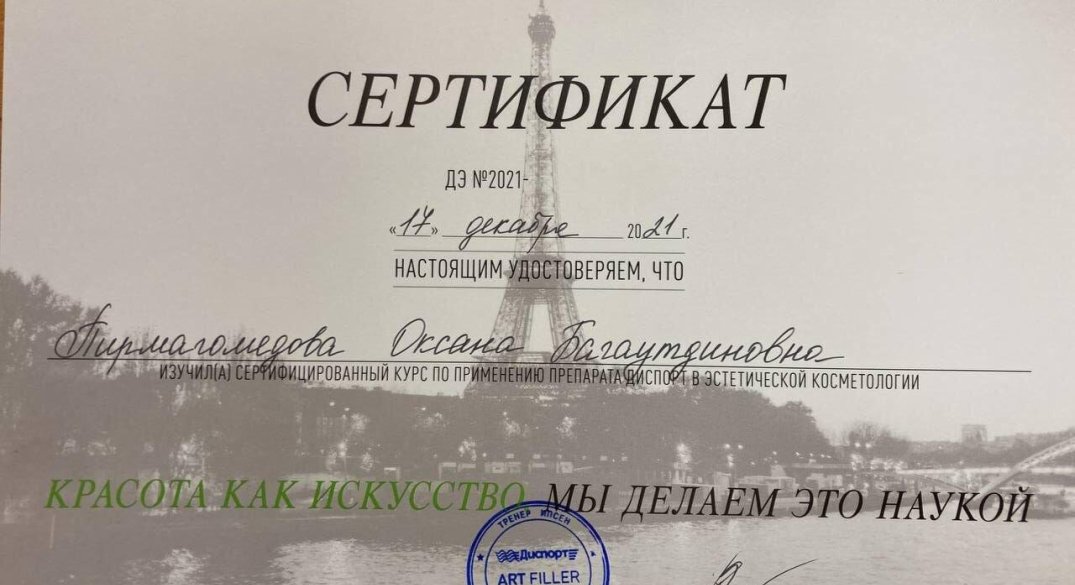 СЕРТИФИКАТ
ДЭ №2021-
«17» декабря 2021 г.
НАСТОЯЩИМ УДОСТОВЕРЯЕМ, ЧТО
Пирмагомедова Оксана Багаутдиновна
ИЗУЧИЛ(А) СЕРТИФИЦИРОВАННЫЙ КУРС ПО ПРИМЕНЕНИЮ ПРЕПАРАТА ДИСПОРТ В ЭСТЕТИЧЕСКОЙ КОСМЕТОЛОГИИ
КРАСОТА КАК ИСКУССТВО МЫ ДЕЛАЕМ ЭТО НАУКОЙ
ТРЕНЕР ИПСЕН
Диспорт
ART FILLER